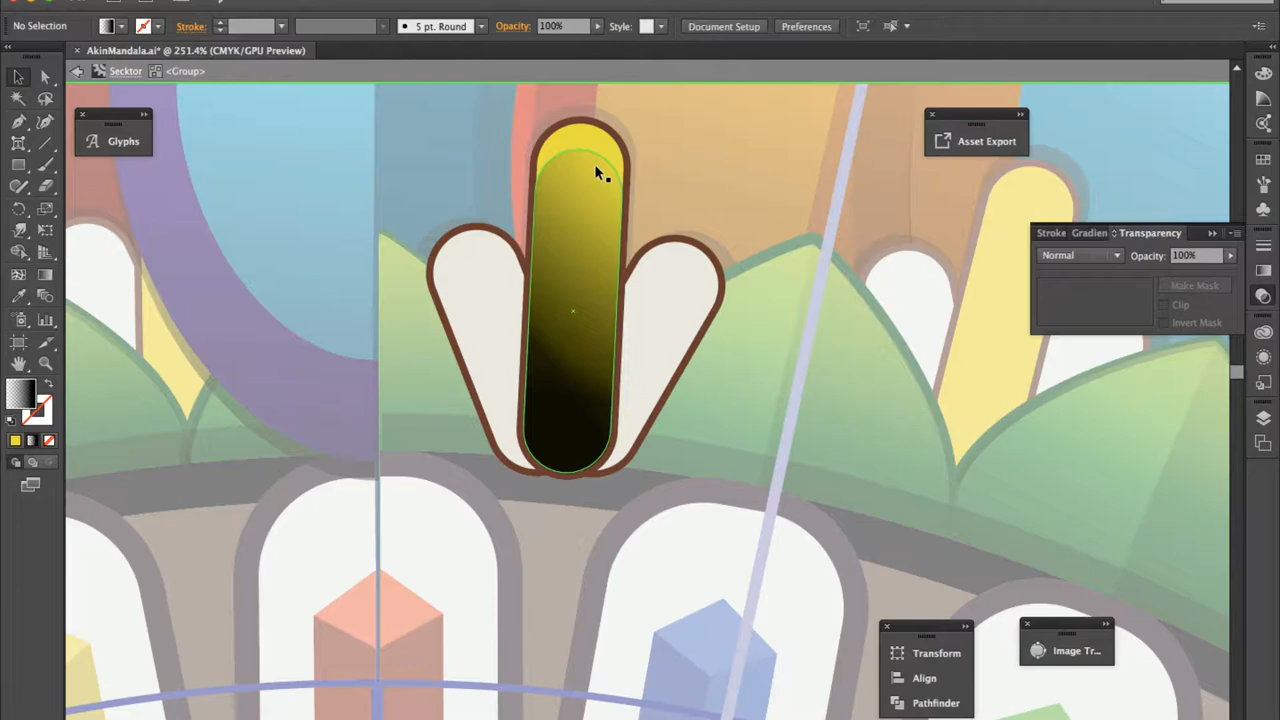 No Selection
Stroke:
5 pt. Round
Opacity: 100%
Style:
Document Setup
Preferences
AkinMandala.ai* @ 251.4% (CMYK/GPU Preview)
Secktor
<Group>
Glyphs
Asset Export
Stroke Gradien Transparency
Normal
Opacity: 100%
Make Mask
Clip
Invert Mask
Transform
Align
Pathfinder
Image Tr...